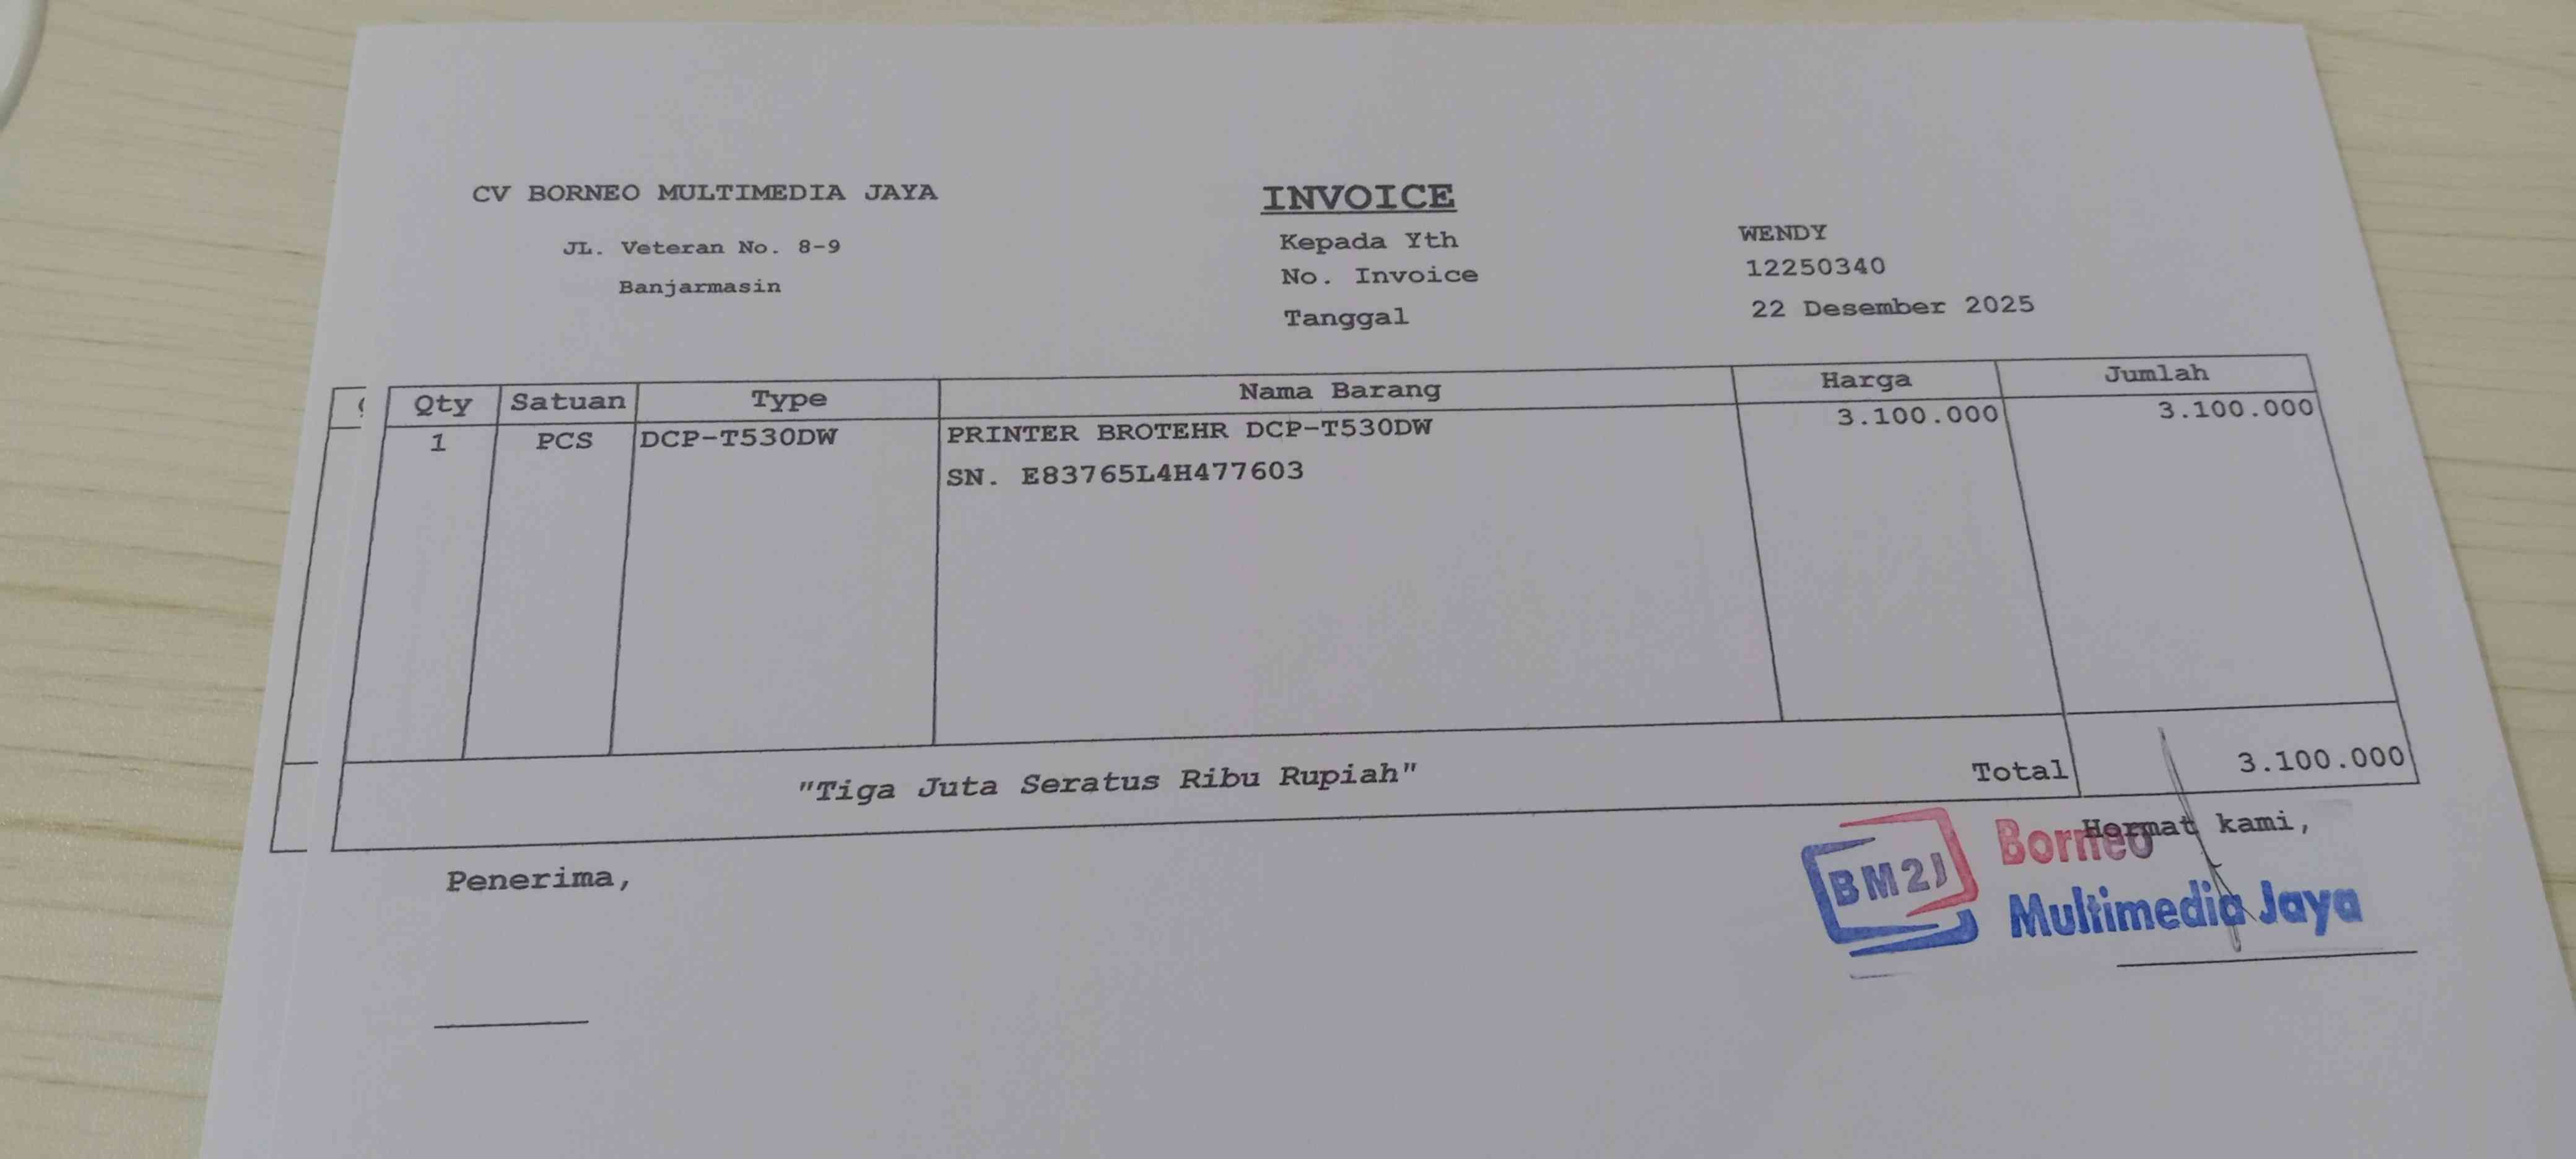 CV BORNEO MULTIMEDIA JAYA
JL. Veteran No. 8-9
Banjarmasin
INVOICE
Kepada Yth WENDY
No. Invoice 12250340
Tanggal 22 Desember 2025
Qty Satuan Type Nama Barang Harga Jumlah
1 PCS DCP-T530DW PRINTER BROTEHR DCP-T530DW 3.100.000 3.100.000
SN. E83765L4H477603
"Tiga Juta Seratus Ribu Rupiah" Total 3.100.000
Penerima, Hormat kami,
BM2J Borneo
Multimedia Jaya